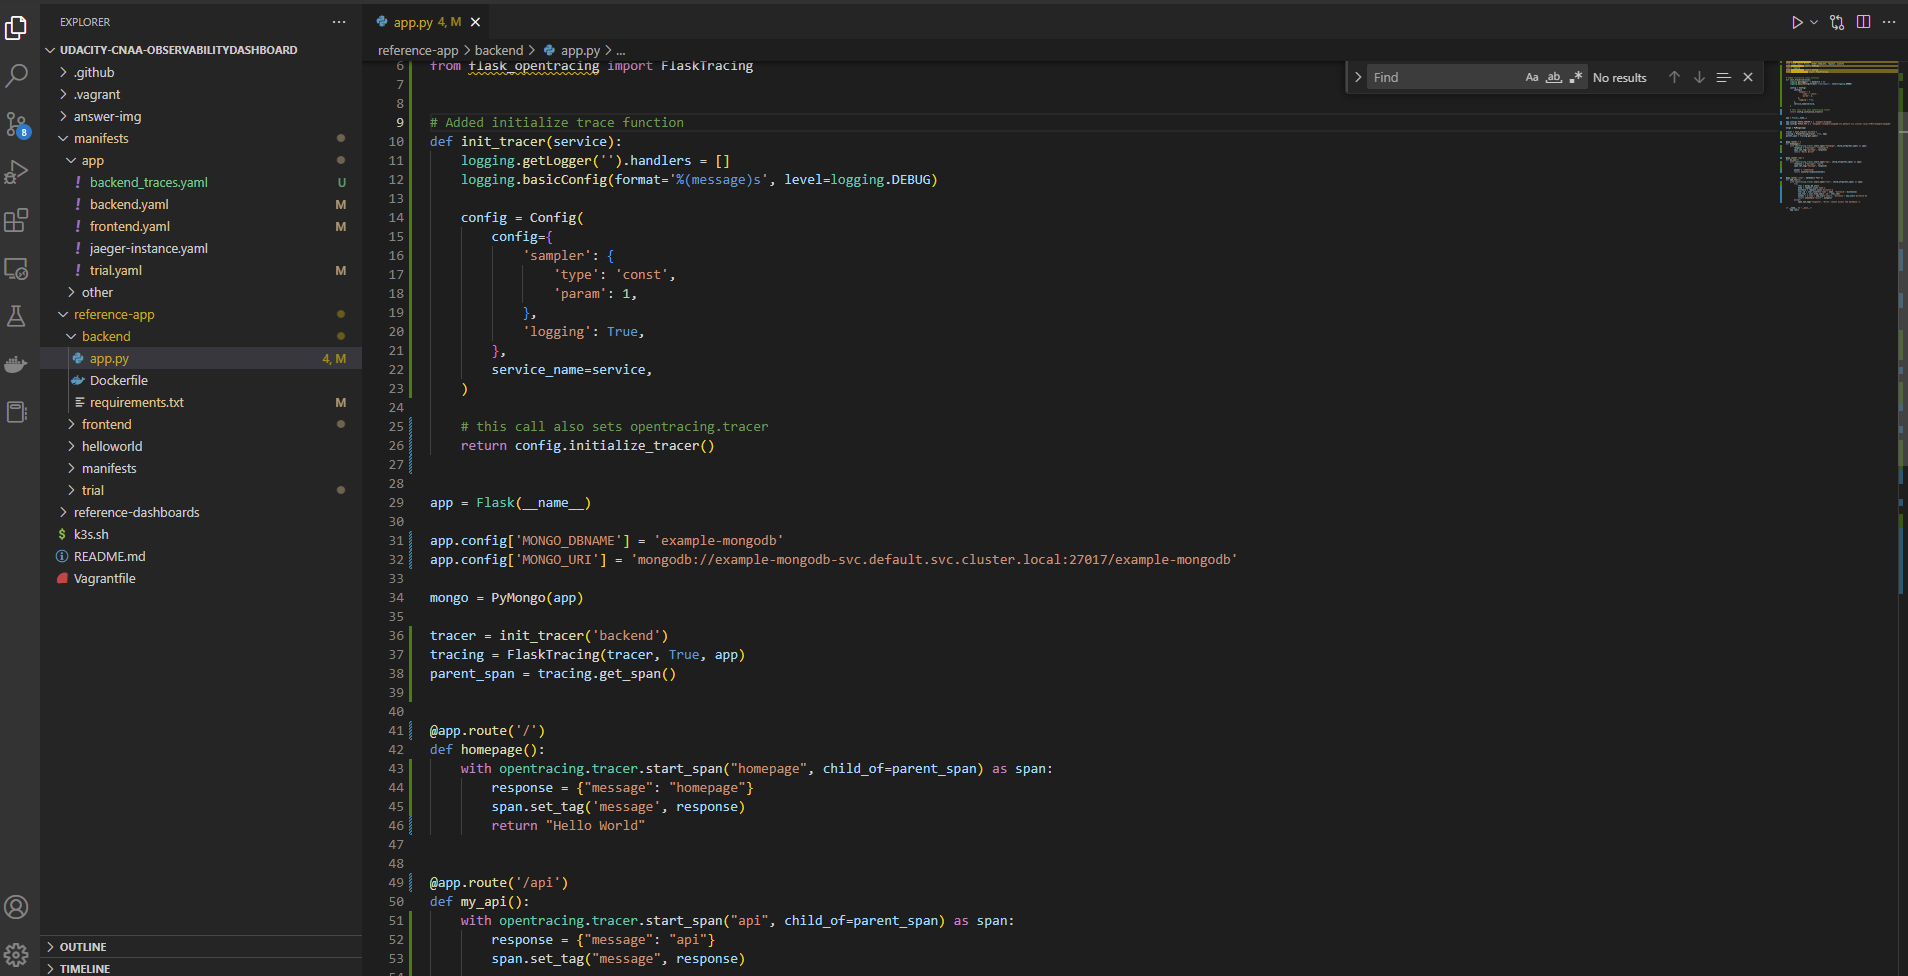 EXPLORER
UDACITY-CNAA-OBSERVABILITYDASHBOARD
.github
.vagrant
answer-img
manifests
app
! backend_traces.yaml U
! backend.yaml M
! frontend.yaml M
! jaeger-instance.yaml
! trial.yaml M
other
reference-app
backend
app.py 4, M
Dockerfile
requirements.txt M
frontend
helloworld
manifests
trial
reference-dashboards
$ k3s.sh
README.md
Vagrantfile
OUTLINE
TIMELINE
8
app.py 4, M
reference-app > backend > app.py > ...
Find Aa ab .* No results
6 from flask_opentracing import FlaskTracing
7
8
9 # Added initialize trace function
10 def init_tracer(service):
11     logging.getLogger('').handlers = []
12     logging.basicConfig(format='%(message)s', level=logging.DEBUG)
13
14     config = Config(
15         config={
16             'sampler': {
17                 'type': 'const',
18                 'param': 1,
19             },
20             'logging': True,
21         },
22         service_name=service,
23     )
24
25     # this call also sets opentracing.tracer
26     return config.initialize_tracer()
27
28
29 app = Flask(__name__)
30
31 app.config['MONGO_DBNAME'] = 'example-mongodb'
32 app.config['MONGO_URI'] = 'mongodb://example-mongodb-svc.default.svc.cluster.local:27017/example-mongodb'
33
34 mongo = PyMongo(app)
35
36 tracer = init_tracer('backend')
37 tracing = FlaskTracing(tracer, True, app)
38 parent_span = tracing.get_span()
39
40
41 @app.route('/')
42 def homepage():
43     with opentracing.tracer.start_span("homepage", child_of=parent_span) as span:
44         response = {"message": "homepage"}
45         span.set_tag('message', response)
46         return "Hello World"
47
48
49 @app.route('/api')
50 def my_api():
51     with opentracing.tracer.start_span("api", child_of=parent_span) as span:
52         response = {"message": "api"}
53         span.set_tag("message", response)